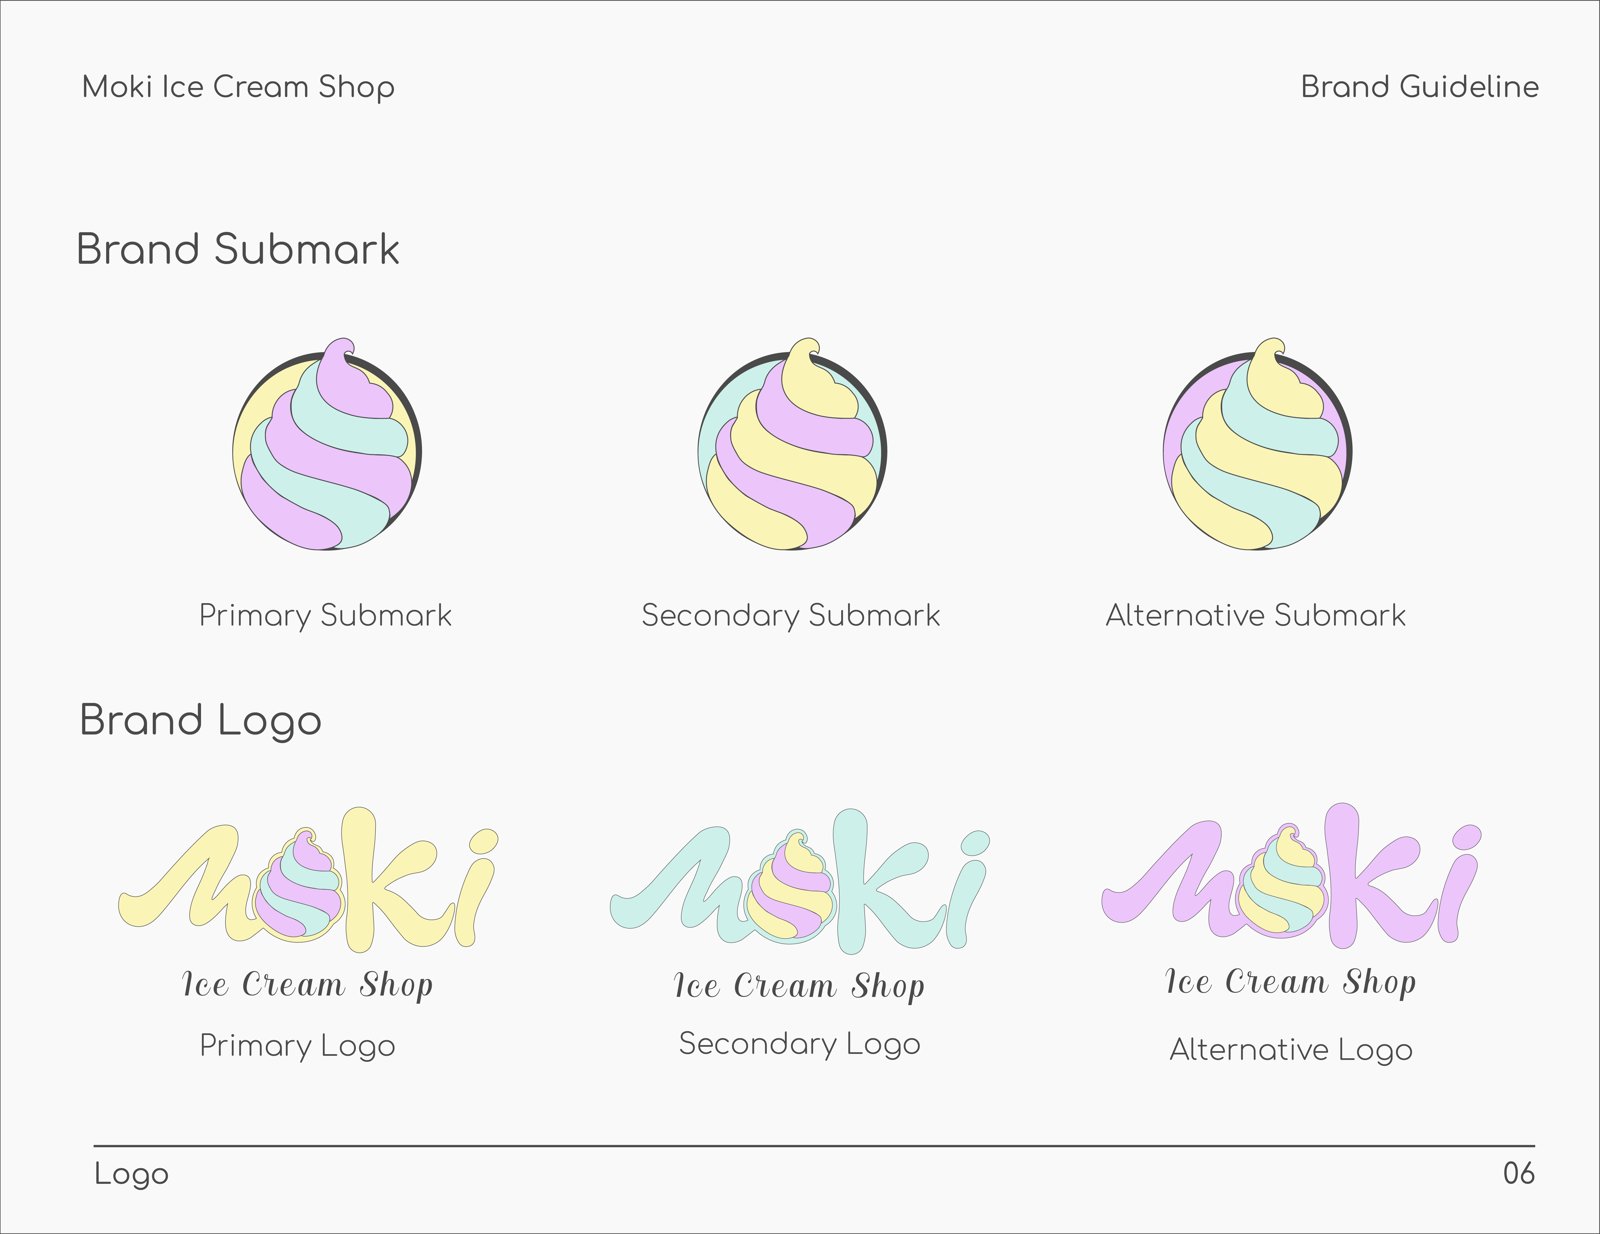 Moki Ice Cream Shop
Brand Guideline
Brand Submark
Primary Submark
Secondary Submark
Alternative Submark
Brand Logo
moki
Ice Cream Shop
Primary Logo
moki
Ice Cream Shop
Secondary Logo
moki
Ice Cream Shop
Alternative Logo
Logo
06